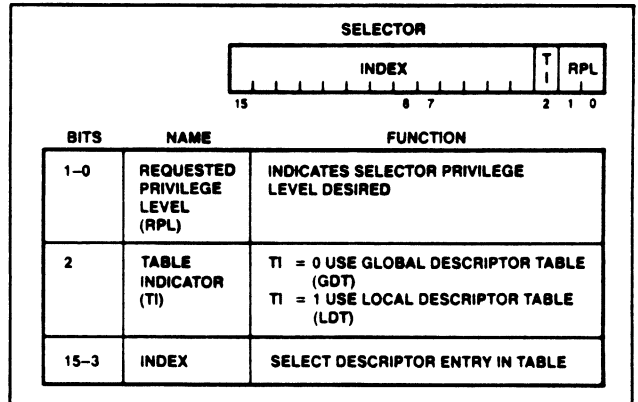 SELECTOR
INDEX
T
I
RPL
15 8 7 2 1 0
BITS NAME FUNCTION
1–0 REQUESTED PRIVILEGE LEVEL (RPL) INDICATES SELECTOR PRIVILEGE LEVEL DESIRED
2 TABLE INDICATOR (TI) TI = 0 USE GLOBAL DESCRIPTOR TABLE (GDT) TI = 1 USE LOCAL DESCRIPTOR TABLE (LDT)
15–3 INDEX SELECT DESCRIPTOR ENTRY IN TABLE